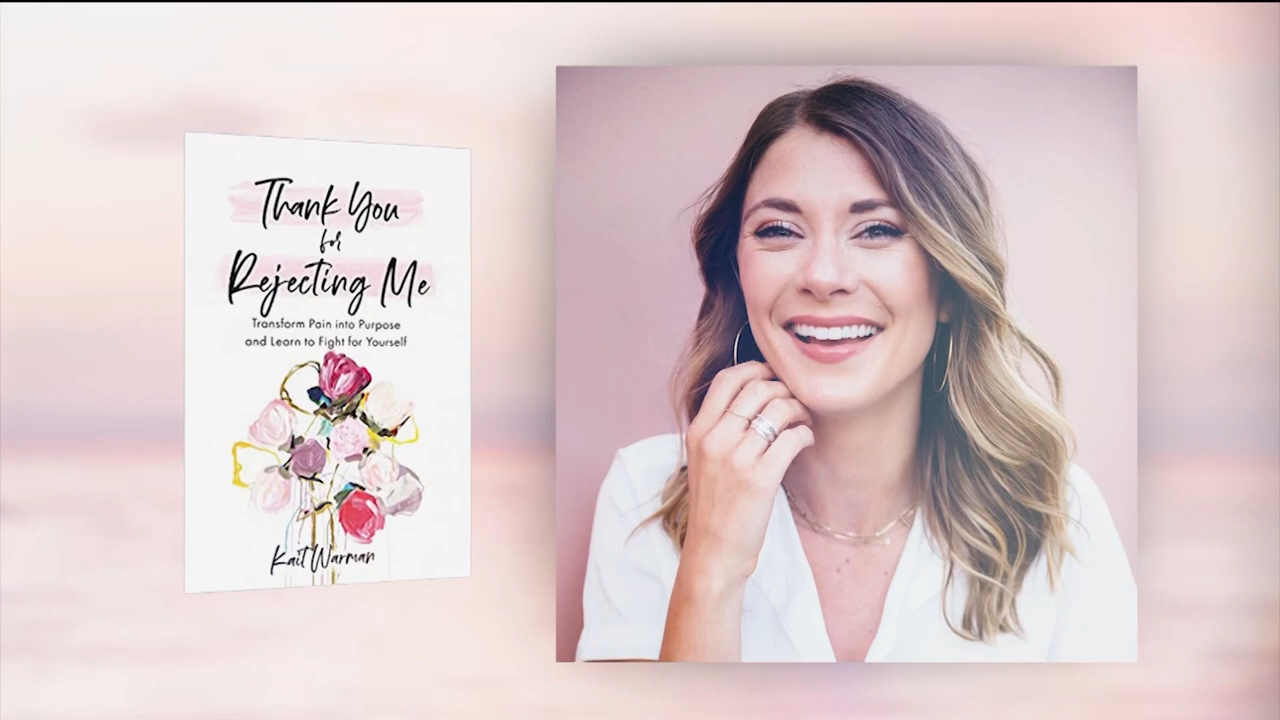 Thank You
for
Rejecting Me
Transform Pain into Purpose
and Learn to Fight for Yourself
Kait Warman